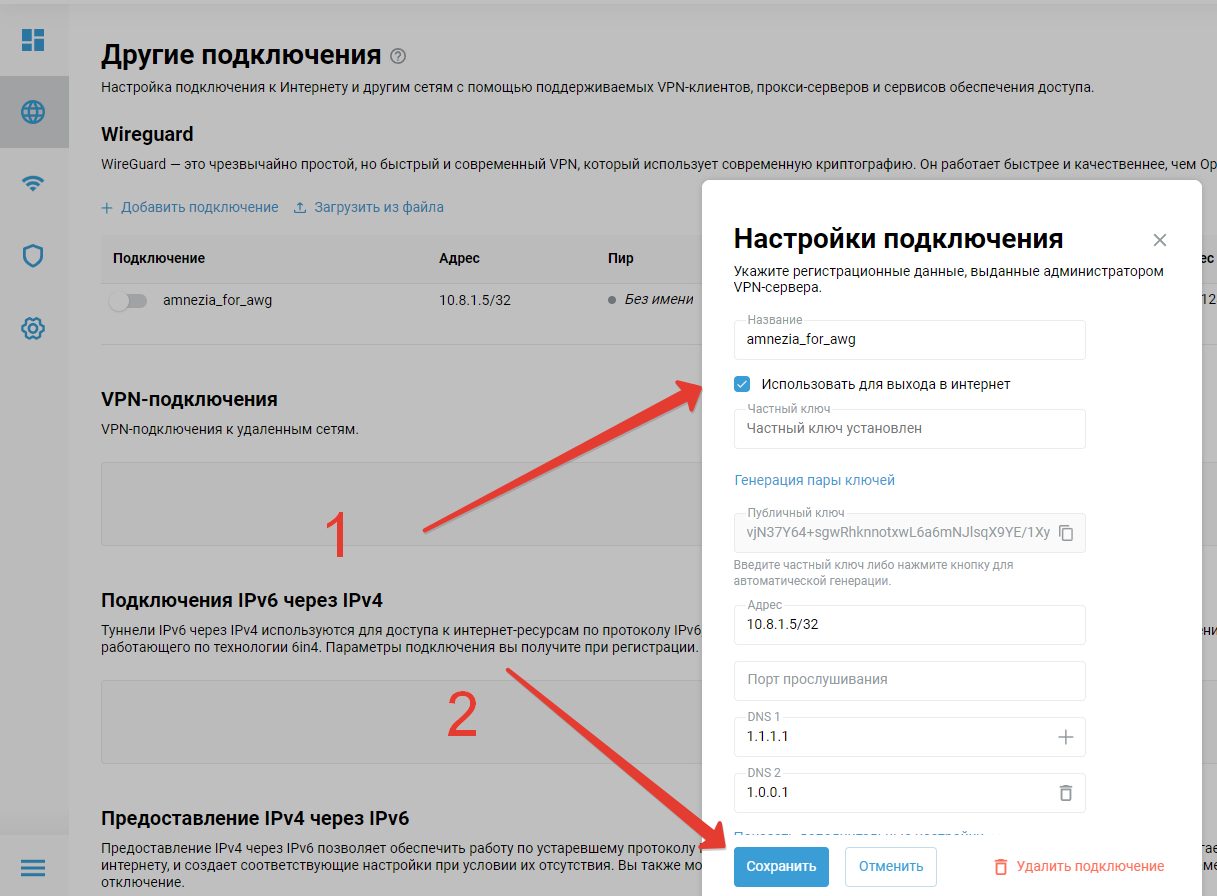 Другие подключения ?
Настройка подключения к Интернету и другим сетям с помощью поддерживаемых VPN-клиентов, прокси-серверов и сервисов обеспечения доступа.
Wireguard
WireGuard — это чрезвычайно простой, но быстрый и современный VPN, который использует современную криптографию. Он работает быстрее и качественнее, чем Op
+ Добавить подключение Загрузить из файла
Подключение Адрес Пир
amnezia_for_awg 10.8.1.5/32 Без имени
VPN-подключения
VPN-подключения к удаленным сетям.
1
Подключения IPv6 через IPv4
Туннели IPv6 через IPv4 используются для доступа к интернет-ресурсам по протоколу IPv6
работающего по технологии 6in4. Параметры подключения вы получите при регистрации.
2
Предоставление IPv4 через IPv6
Предоставление IPv4 через IPv6 позволяет обеспечить работу по устаревшему протоколу
интернету, и создает соответствующие настройки при условии их отсутствия. Вы также мо
отключение.
Настройки подключения
Укажите регистрационные данные, выданные администратором
VPN-сервера.
Название
amnezia_for_awg
Использовать для выхода в интернет
Частный ключ
Частный ключ установлен
Генерация пары ключей
Публичный ключ
vjN37Y64+sgwRhknnotxwL6a6mNJlsqX9YE/1Xy
Введите частный ключ либо нажмите кнопку для
автоматической генерации.
Адрес
10.8.1.5/32
Порт прослушивания
DNS 1
1.1.1.1
DNS 2
1.0.0.1
Показать дополнительные настройки
Сохранить Отменить Удалить подключение